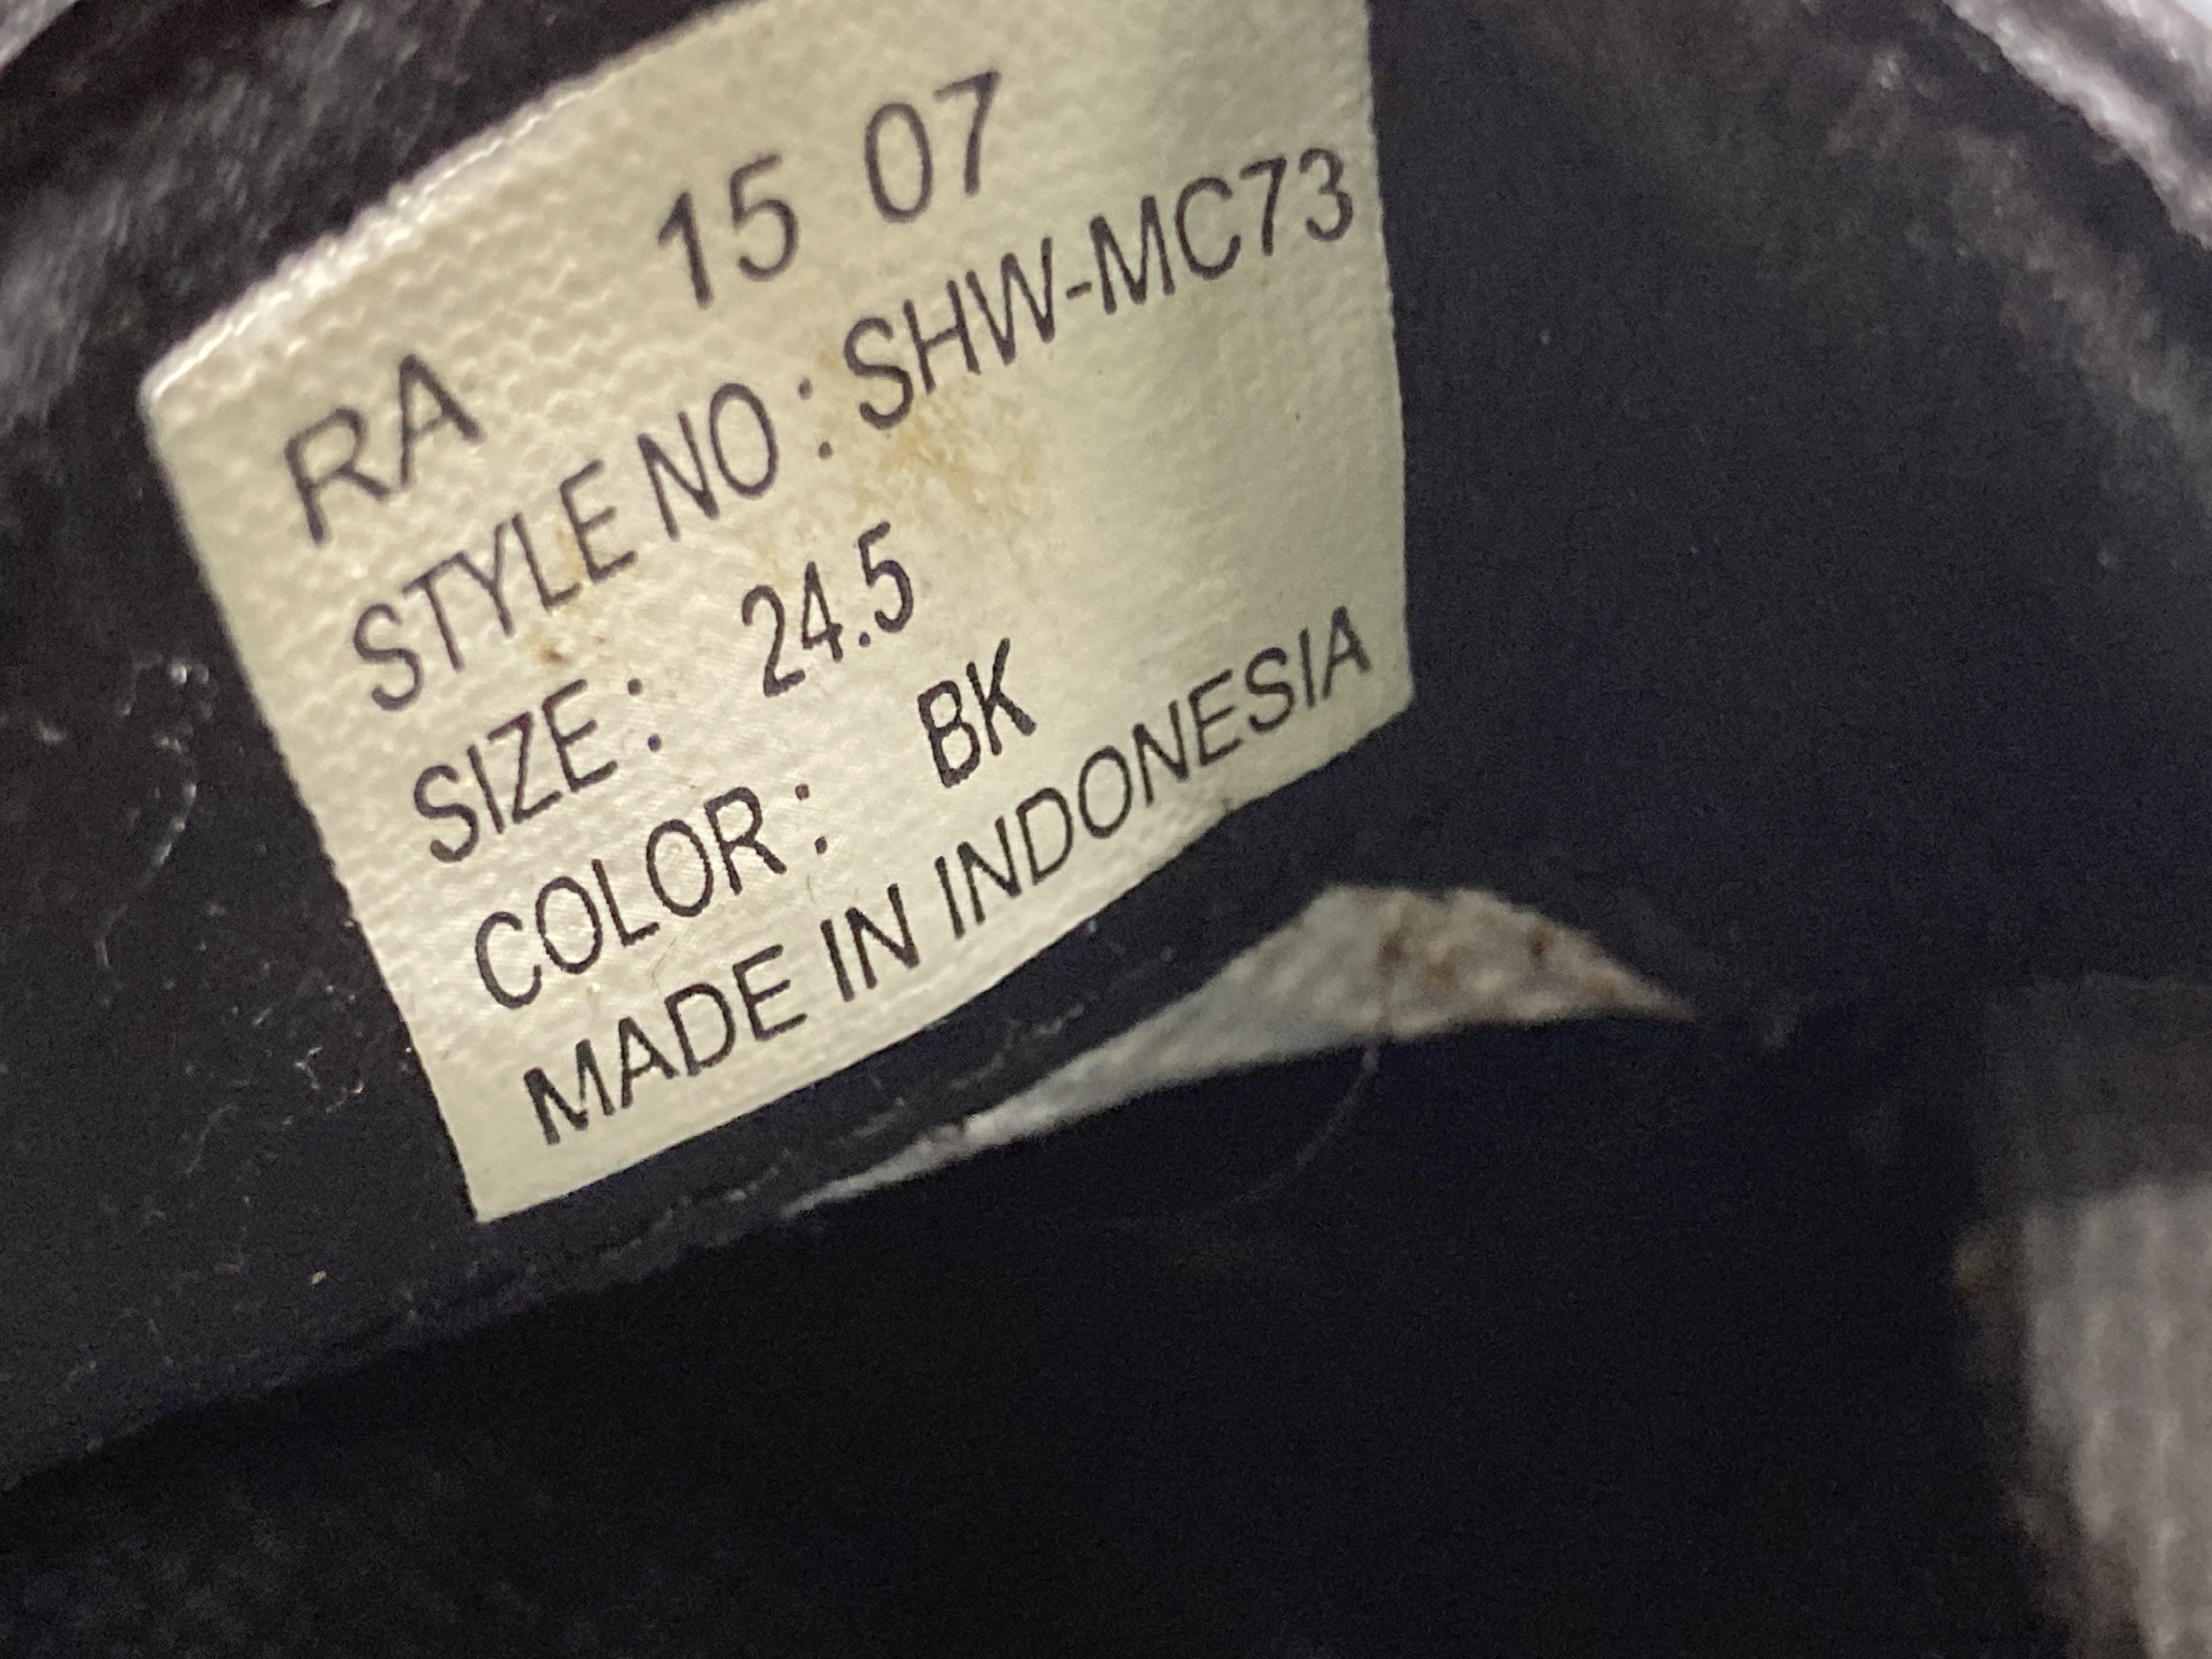 RA 15 07
STYLE NO : SHW-MC73
SIZE : 24.5
COLOR : BK
MADE IN INDONESIA